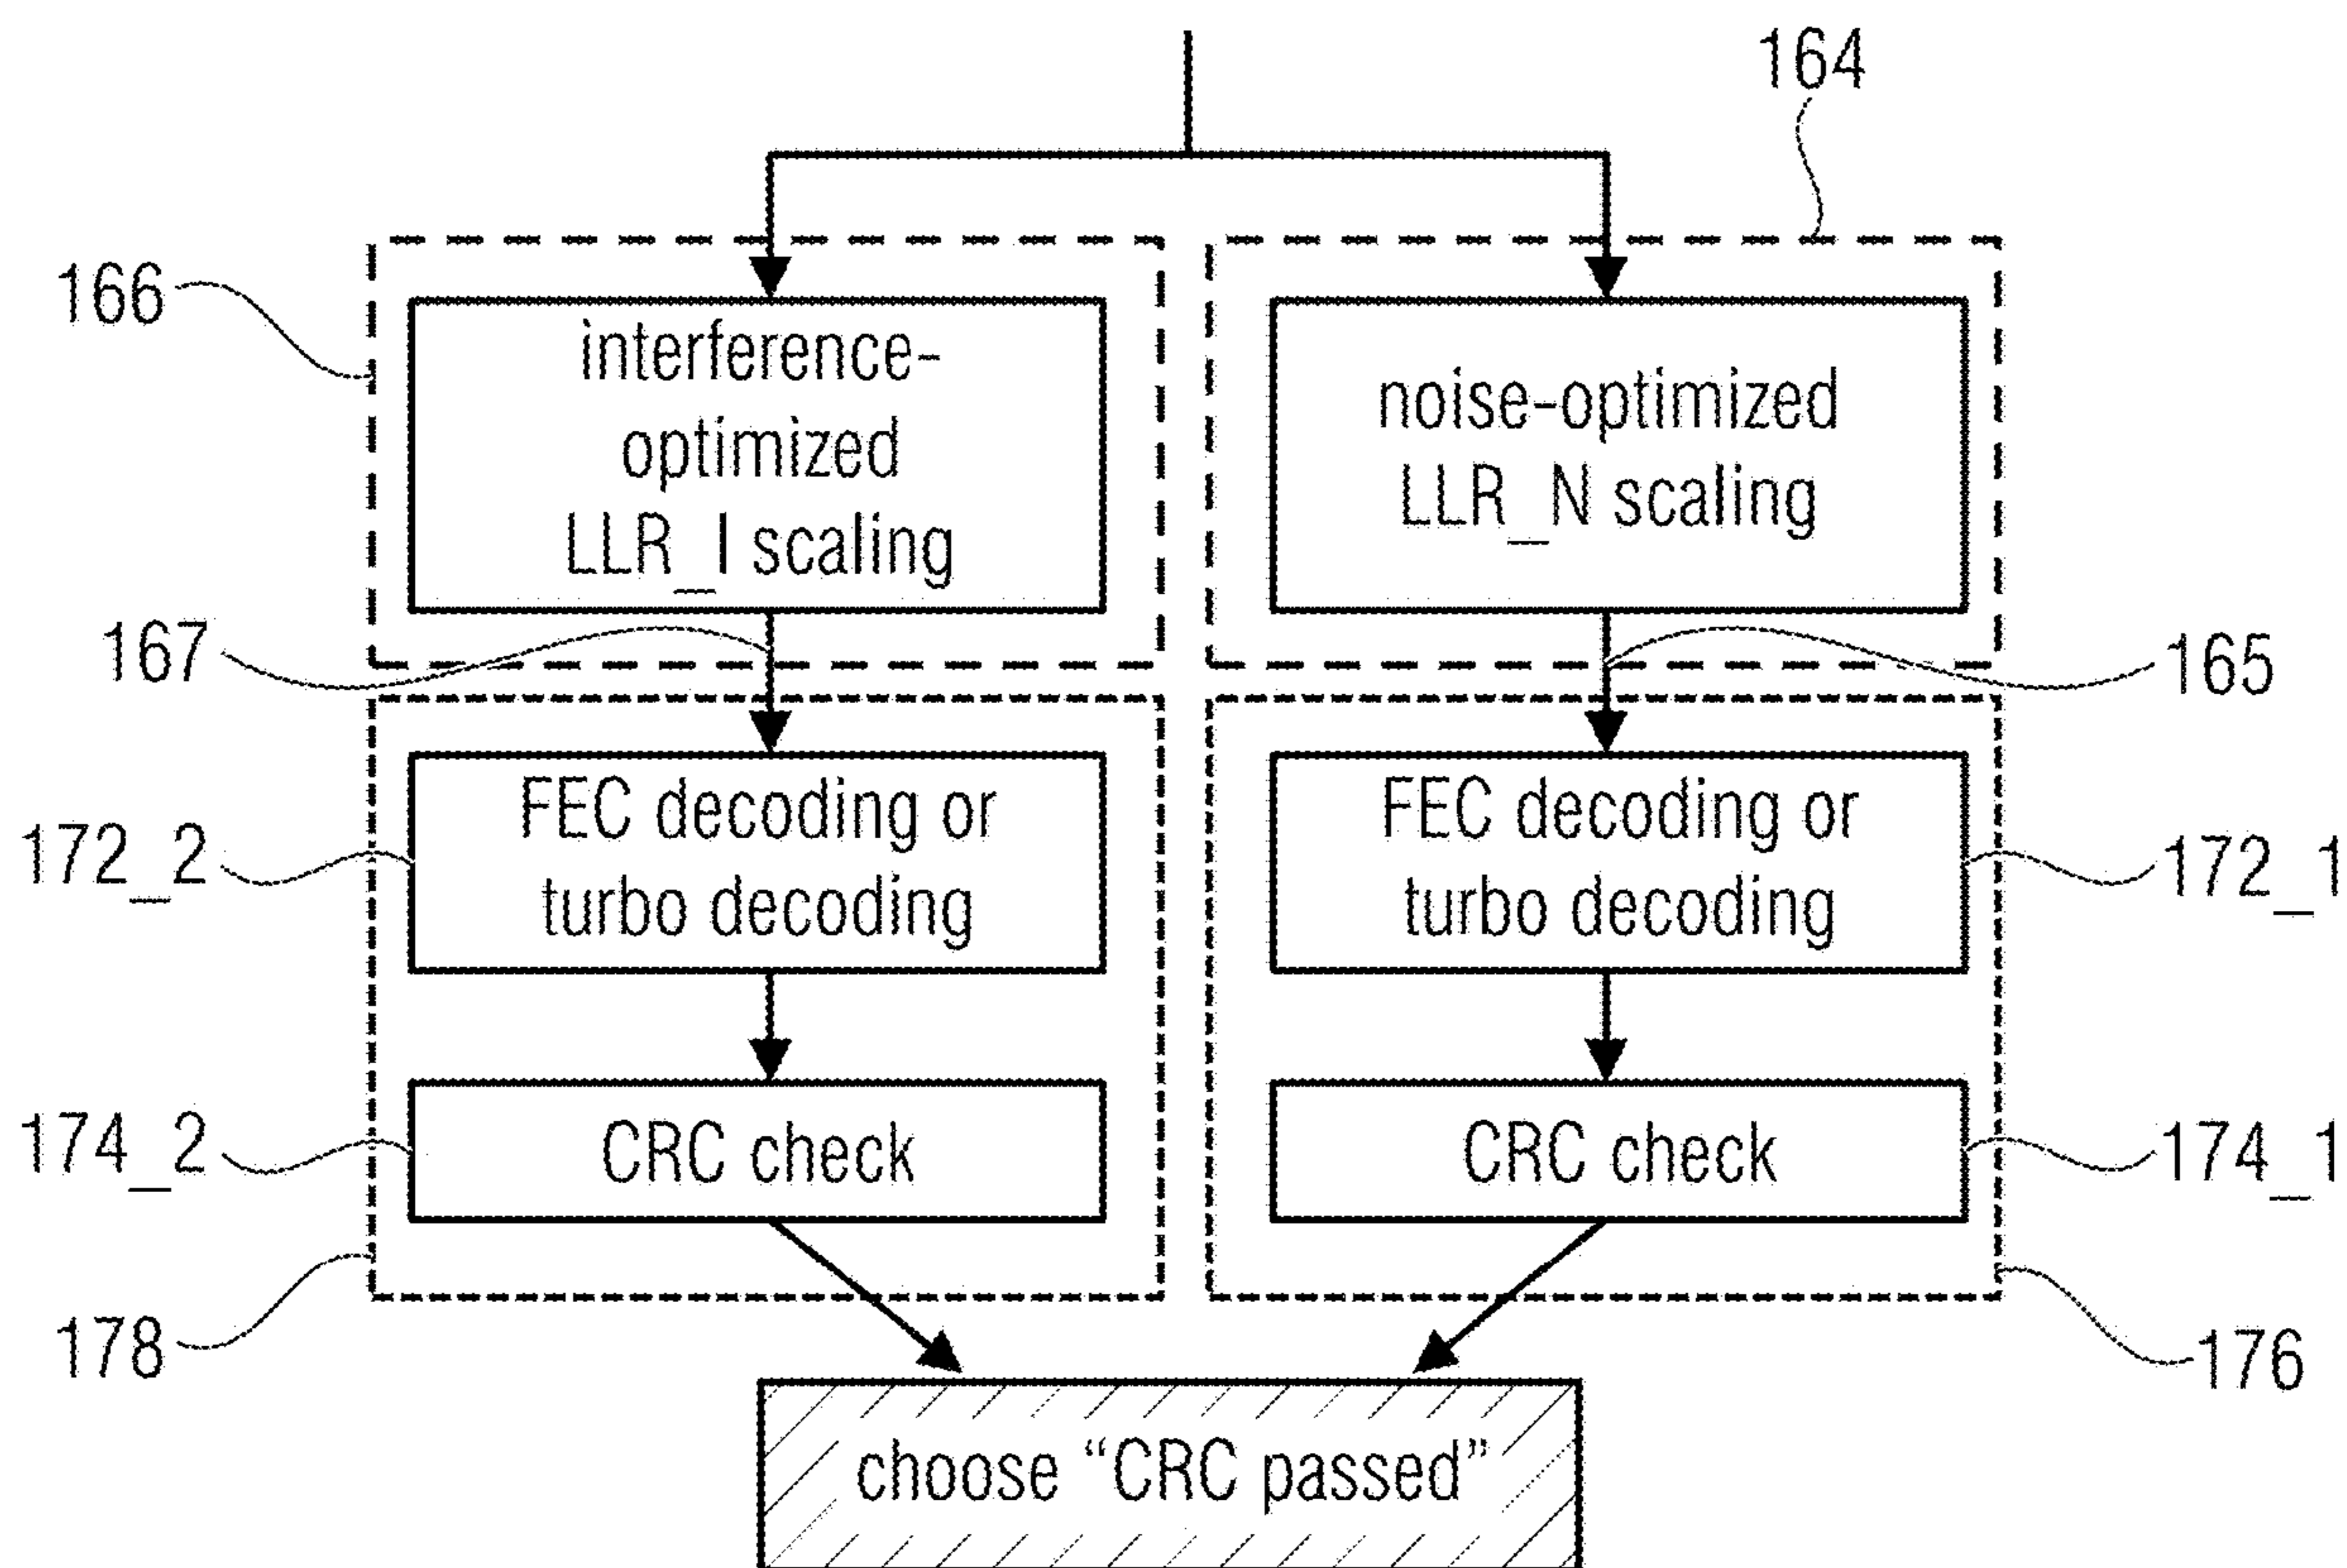 164
166
interference-
optimized
LLR_I scaling
noise-optimized
LLR_N scaling
167
165
172_2
FEC decoding or
turbo decoding
FEC decoding or
turbo decoding
172_1
174_2
CRC check
CRC check
174_1
178
176
choose “CRC passed”